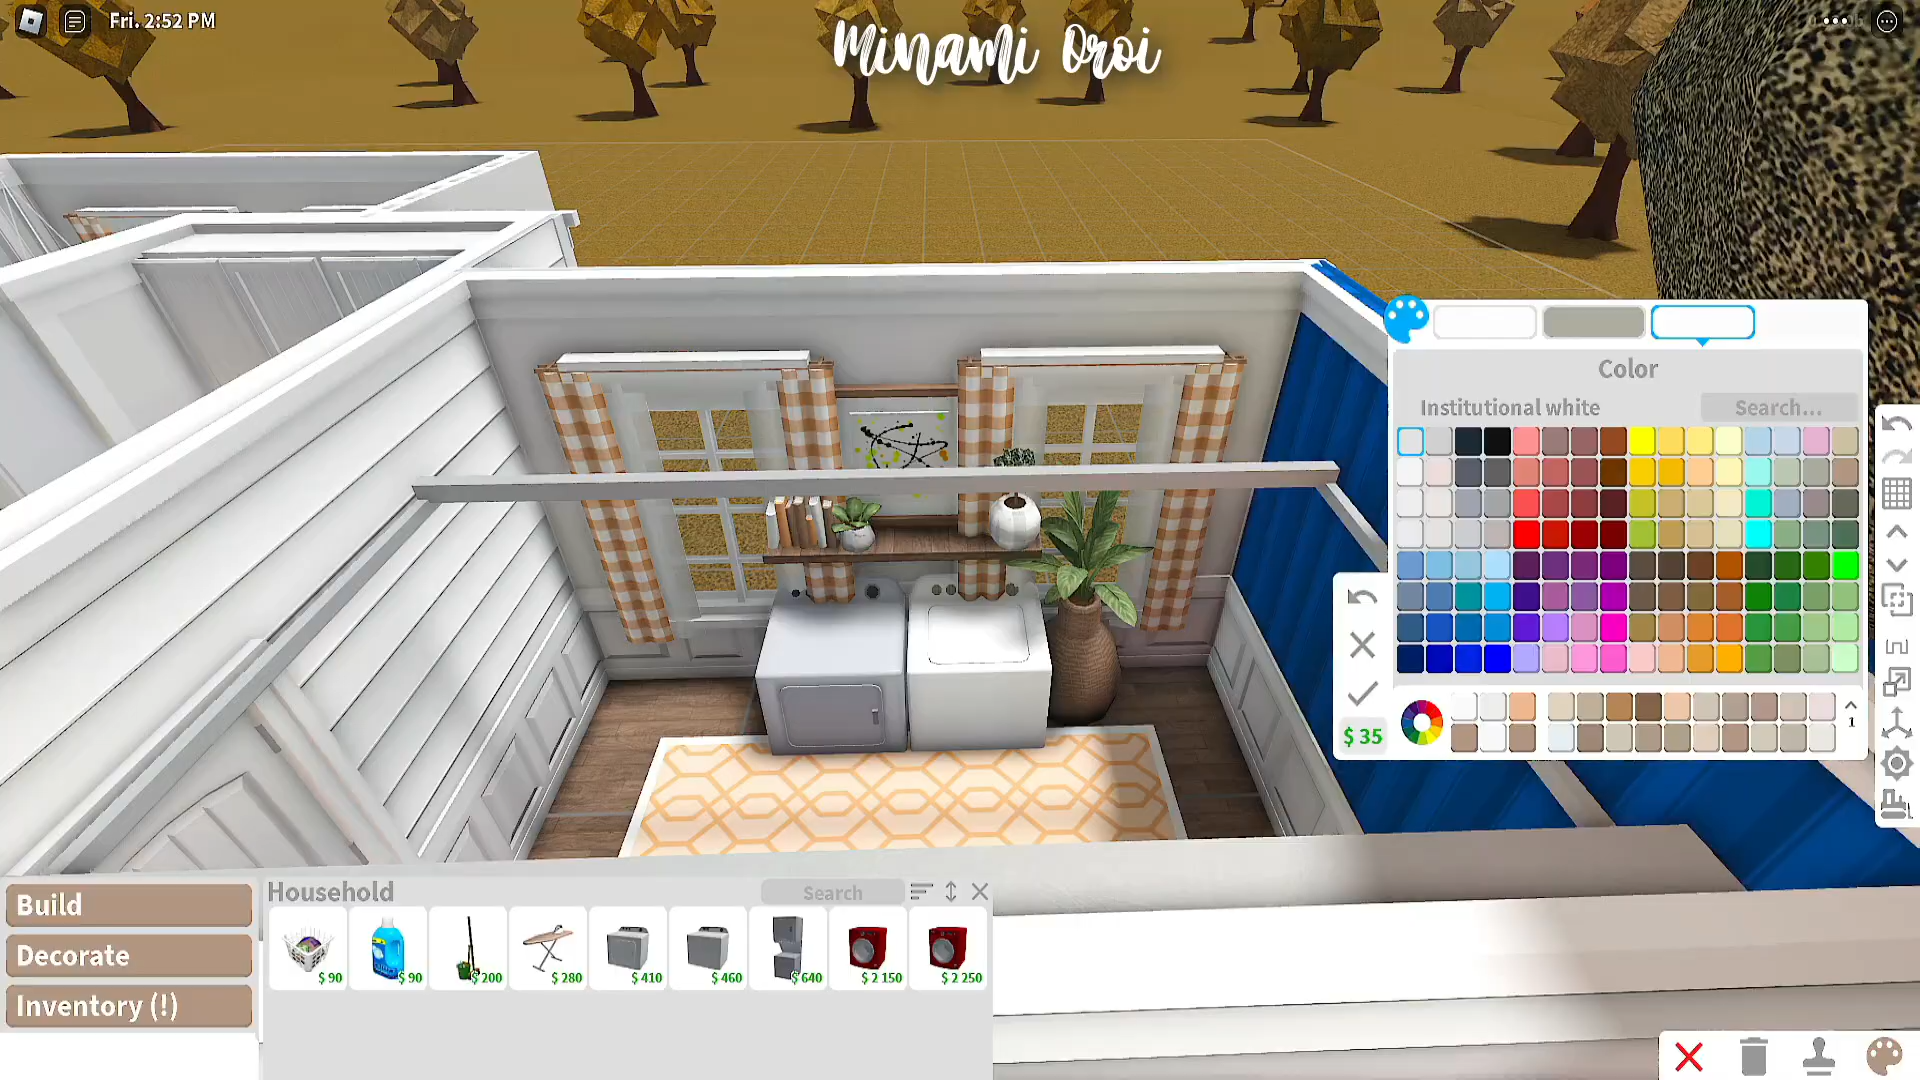 Fri. 2:52 PM
Minami Oroi
Color
Institutional white
Search...
$ 35
1
Build
Decorate
Inventory (!)
Household
Search
$ 90
$ 90
$ 200
$ 280
$ 410
$ 460
$ 640
$ 2 150
$ 2 250